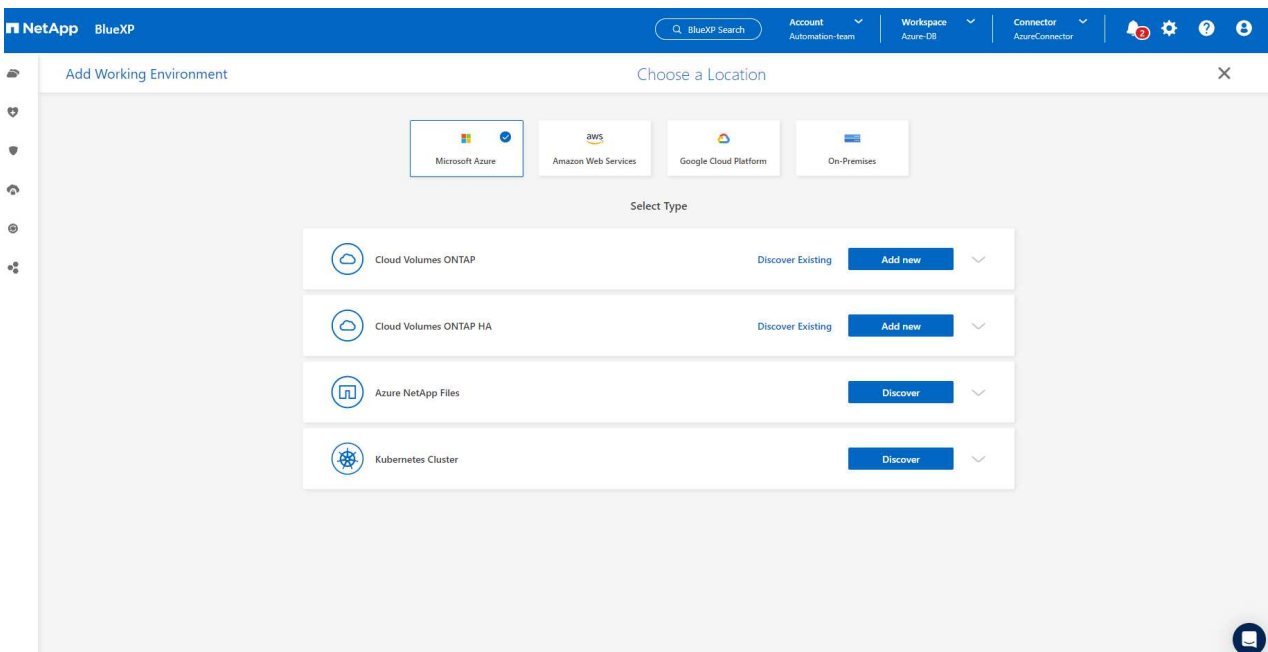 NetApp BlueXP
BlueXP Search
Account
Automation-team
Workspace
Azure-DB
Connector
AzureConnector
2
Add Working Environment
Choose a Location
Microsoft Azure
aws
Amazon Web Services
Google Cloud Platform
On-Premises
Select Type
Cloud Volumes ONTAP
Discover Existing
Add new
Cloud Volumes ONTAP HA
Discover Existing
Add new
Azure NetApp Files
Discover
Kubernetes Cluster
Discover